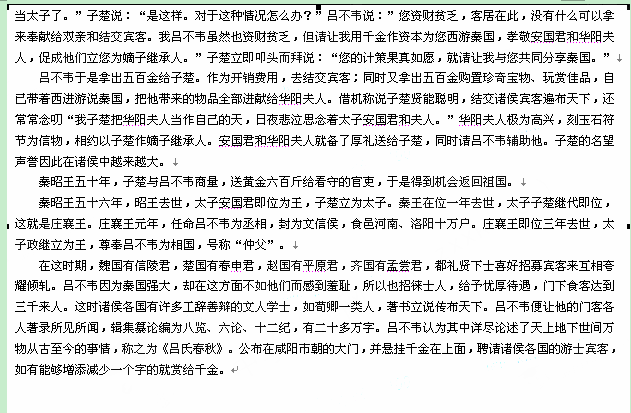 当太子了。”子楚说：“是这样。对于这种情况怎么办？”吕不韦说：”您资财贫乏，客居在此，没有什么可以拿
来奉献给双亲和结交宾客。我吕不韦虽然也资财贫乏，但请让我用千金作资本为您西游秦国，孝敬安国君和华阳夫
人，促成他们立您为嫡子继承人。”子楚立即叩头而拜说：“您的计策果真如愿，就请让我与您共同分享秦国。”
吕不韦于是拿出五百金给子楚。作为开销费用，去结交宾客；同时又拿出五百金购置珍奇宝物、玩赏佳品，自
己带着西进游说秦国，把他带来的物品全部进献给华阳夫人。借机称说子楚贤能聪明，结交诸侯宾客遍布天下，还
常常念叨“我子楚把华阳夫人当作自己的天，日夜悲泣思念着太子安国君和夫人。”华阳夫人极为高兴，刻玉石符
节为信物，相约以子楚作嫡子继承人。安国君和华阳夫人就备了厚礼送给子楚，同时请吕不韦辅助他。子楚的名望
声誉因此在诸侯中越来越大。
秦昭王五十年，子楚与吕不韦商量，送黄金六百斤给看守的官吏，于是得到机会返回祖国。
秦昭王五十六年，昭王去世，太子安国君即位为王，子楚立为太子。秦王在位一年去世，太子子楚继代即位，
这就是庄襄王。庄襄王元年，任命吕不韦为丞相，封为文信侯，食邑河南、洛阳十万户。庄襄王即位三年去世，太
子政继立为王，尊奉吕不韦为相国，号称“仲父”。
在这时期，魏国有信陵君，楚国有春申君，赵国有平原君，齐国有孟尝君，都礼贤下士喜好招募宾客来互相夸
耀倾轧。吕不韦因为秦国强大，却在这方面不如他们而感到羞耻，所以也招徕士人，给予优厚待遇，门下食客达到
三千来人。这时诸侯各国有许多工辞善辩的文人学士，如荀卿一类人，著书立说传布天下。吕不韦便让他的门客各
人著录所见所闻，辑集纂论编为八览、六论、十二纪，有二十多万字。吕不韦认为其中详尽论述了天上地下世间万
物从古至今的事情，称之为《吕氏春秋》。公布在咸阳市朝的大门，并悬挂千金在上面，聘请诸侯各国的游士宾客，
如有能够增添减少一个字的就赏给千金。